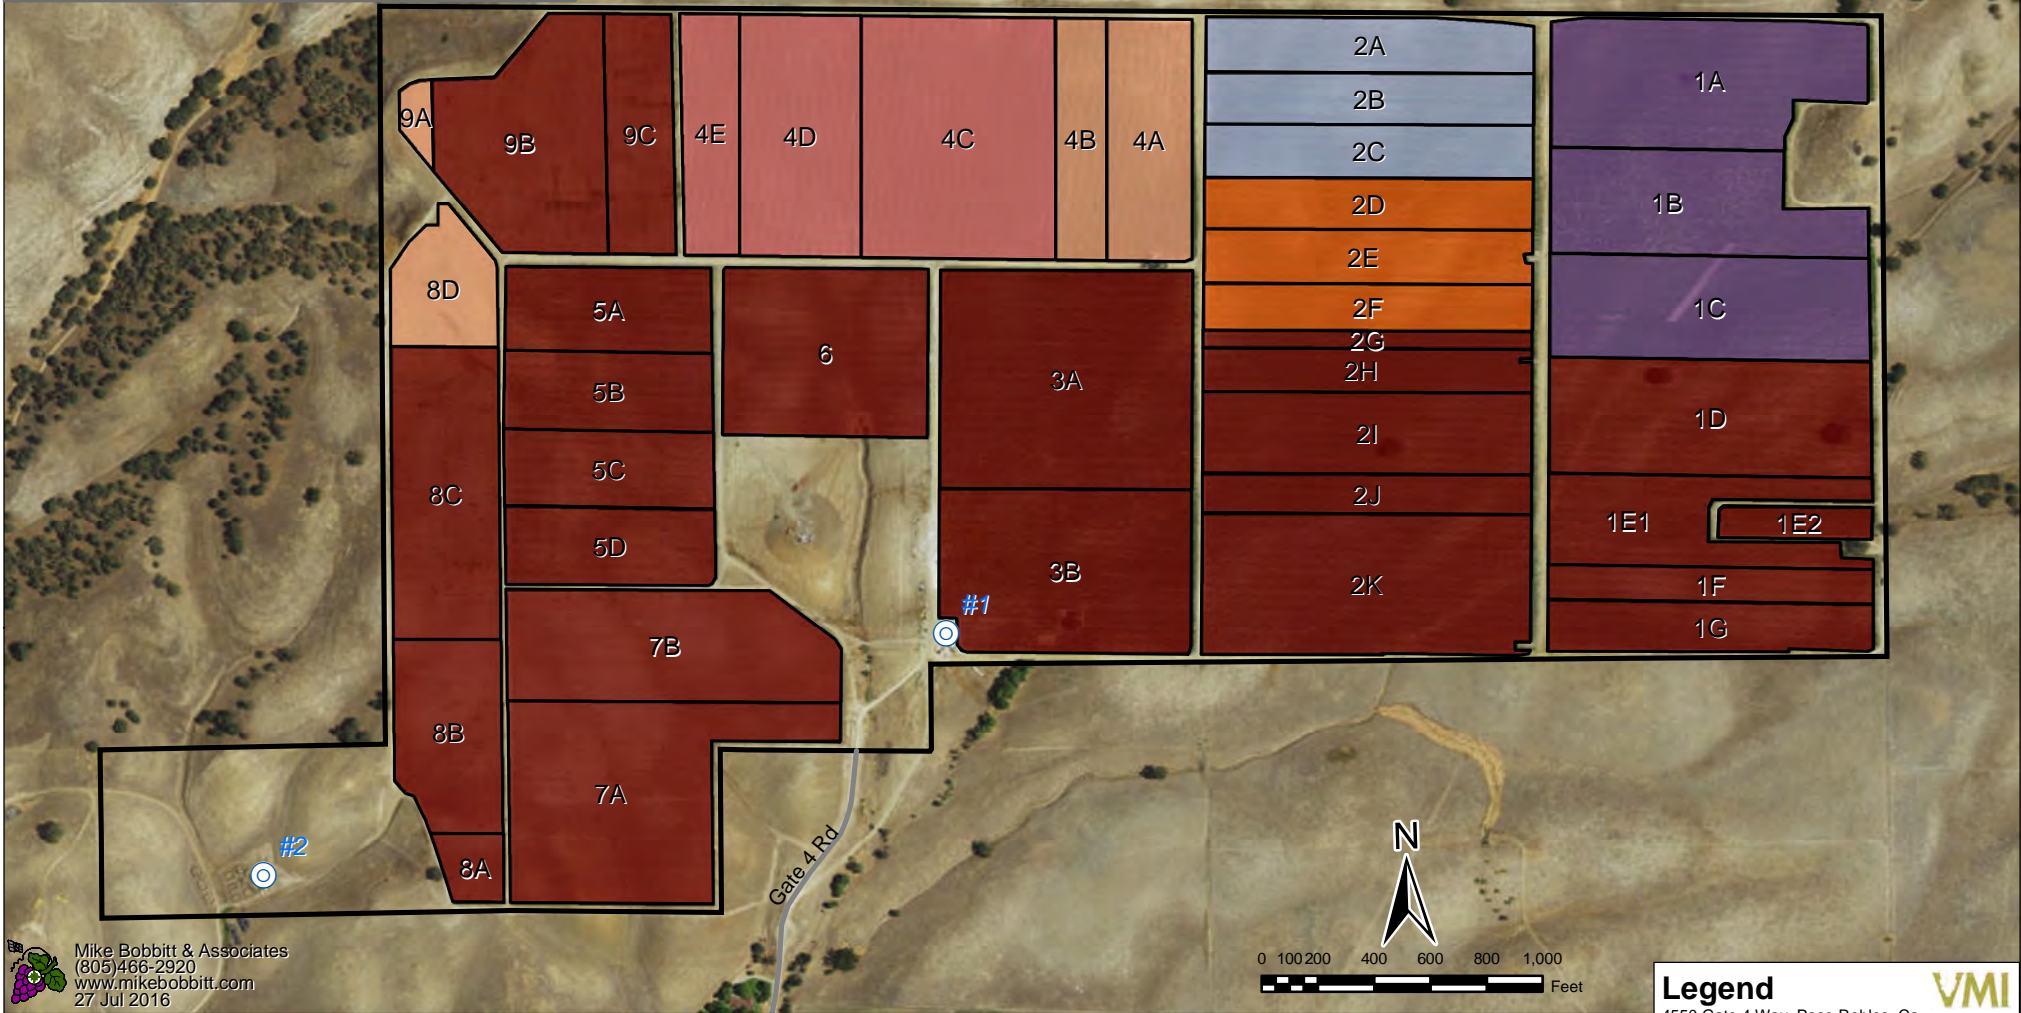 2A
1A
2B
9A
9B
9C
4E
4D
4C
4B
4A
2C
2D
1B
2E
8D
5A
2F
1C
6
2G
2H
3A
5B
1D
2I
5C
8C
2J
1E1
1E2
5D
3B
2K
1F
#1
7B
1G
8B
7A
#2
8A
Gate 4 Rd
N
Mike Bobbitt & Associates
(805)466-2920
www.mikebobbitt.com
27 Jul 2016
0 100 200 400 600 800 1,000
Feet
Legend
VMI